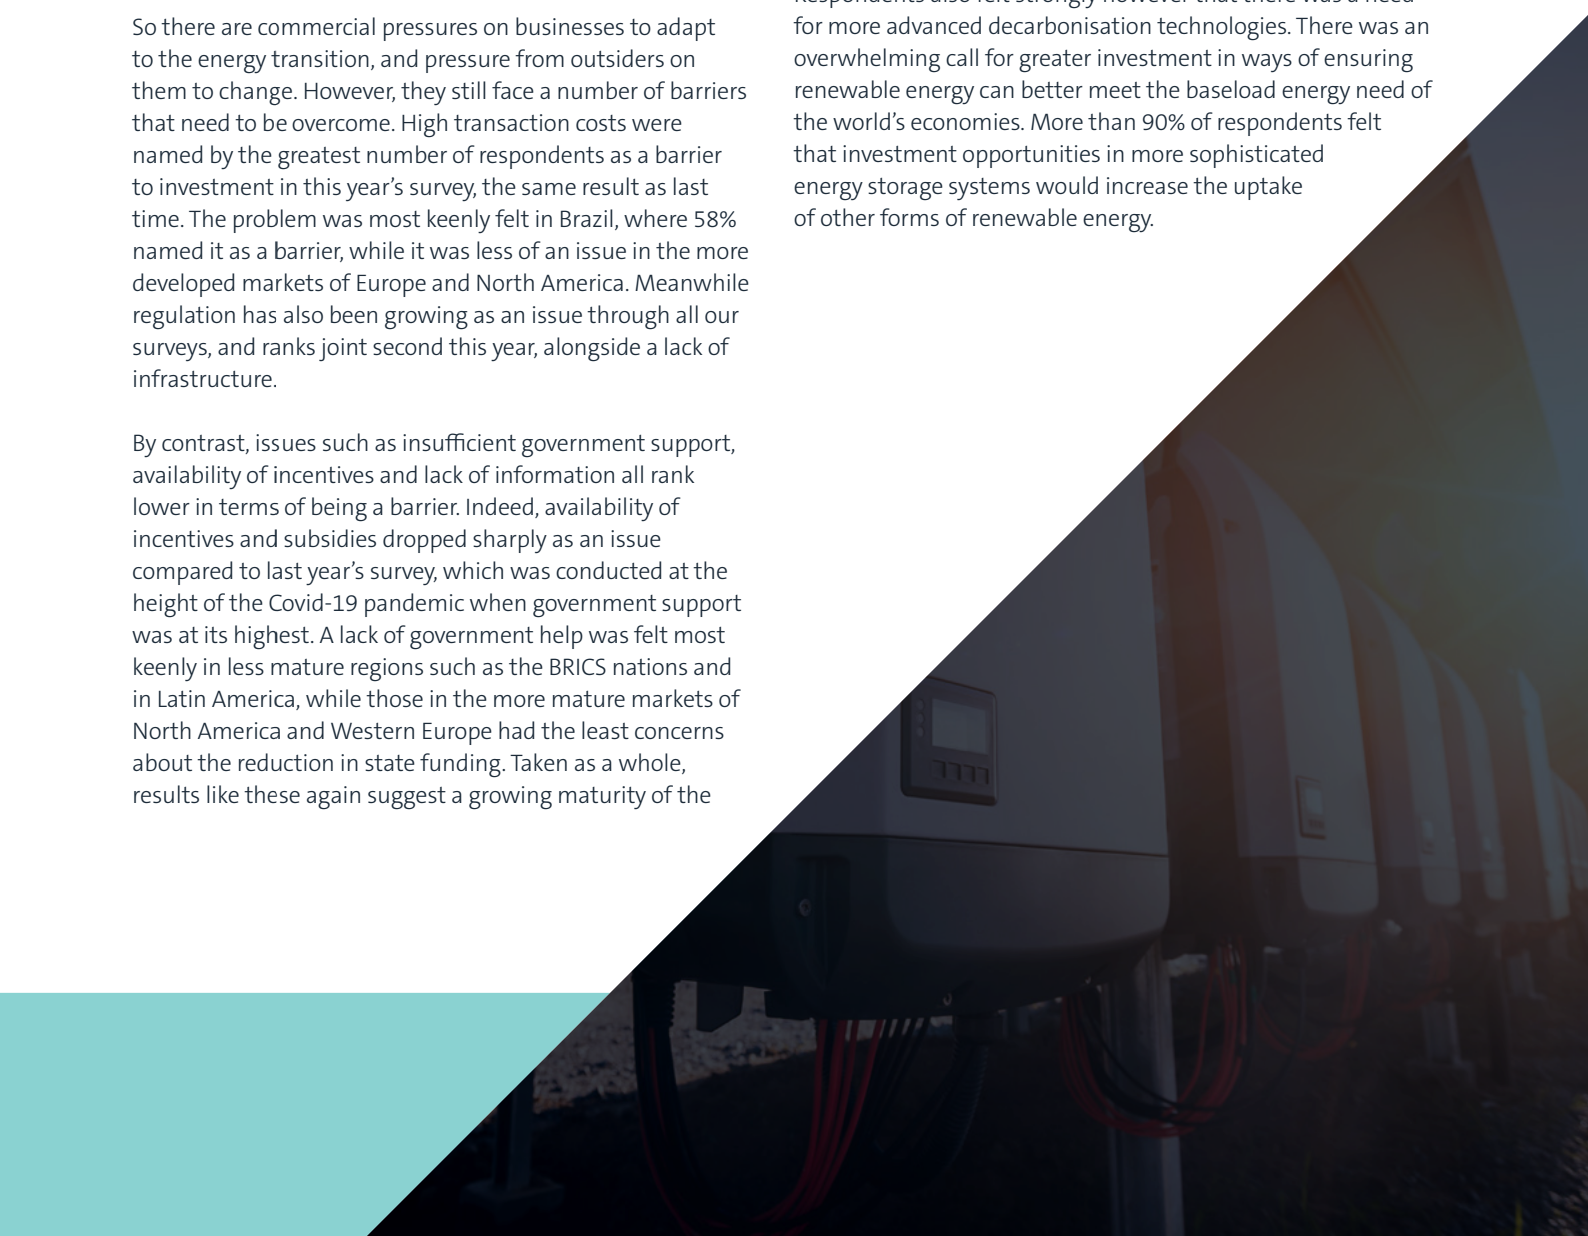 So there are commercial pressures on businesses to adapt
to the energy transition, and pressure from outsiders on
them to change. However, they still face a number of barriers
that need to be overcome. High transaction costs were
named by the greatest number of respondents as a barrier
to investment in this year’s survey, the same result as last
time. The problem was most keenly felt in Brazil, where 58%
named it as a barrier, while it was less of an issue in the more
developed markets of Europe and North America. Meanwhile
regulation has also been growing as an issue through all our
surveys, and ranks joint second this year, alongside a lack of
infrastructure.
By contrast, issues such as insufficient government support,
availability of incentives and lack of information all rank
lower in terms of being a barrier. Indeed, availability of
incentives and subsidies dropped sharply as an issue
compared to last year’s survey, which was conducted at the
height of the Covid-19 pandemic when government support
was at its highest. A lack of government help was felt most
keenly in less mature regions such as the BRICS nations and
in Latin America, while those in the more mature markets of
North America and Western Europe had the least concerns
about the reduction in state funding. Taken as a whole,
results like these again suggest a growing maturity of the
Respondents also felt strongly however that there was a need
for more advanced decarbonisation technologies. There was an
overwhelming call for greater investment in ways of ensuring
renewable energy can better meet the baseload energy need of
the world’s economies. More than 90% of respondents felt
that investment opportunities in more sophisticated
energy storage systems would increase the uptake
of other forms of renewable energy.